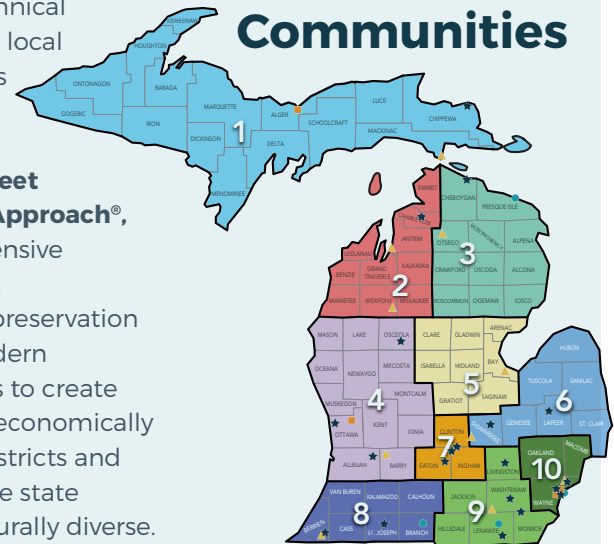 hnical
local
s
Communities
eet
Approach®,
ensive
preservation
dern
s to create
economically
stricts and
e state
urally diverse.
KEWEENAW
HOUGHTON
ONTONAGON
BARAGA
GOGEBIC
IRON
MARQUETTE
DICKINSON
MENOMINEE
1
ALGER
DELTA
SCHOOLCRAFT
LUCE
MACKINAC
CHIPPEWA
EMMET
CHARLEVOIX
ANTRIM
LEELANAU
BENZIE
GRAND TRAVERSE
KALKASKA
MANISTEE
WEXFORD
MISSAUKEE
2
CHEBOYGAN
PRESQUE ISLE
OTSEGO
MONTMORENCY
ALPENA
CRAWFORD
OSCODA
ALCONA
ROSCOMMON
OGEMAW
IOSCO
3
MASON
LAKE
OSCEOLA
OCEANA
NEWAYGO
MECOSTA
MUSKEGON
MONTCALM
OTTAWA
KENT
IONIA
ALLEGAN
BARRY
4
CLARE
GLADWIN
ARENAC
ISABELLA
MIDLAND
BAY
GRATIOT
SAGINAW
5
HURON
TUSCOLA
SANILAC
SHIAWASSEE
GENESEE
LAPEER
ST. CLAIR
6
CLINTON
EATON
INGHAM
7
VAN BUREN
KALAMAZOO
CALHOUN
BERRIEN
CASS
ST. JOSEPH
BRANCH
8
LIVINGSTON
JACKSON
WASHTENAW
HILLSDALE
LENAWEE
MONROE
9
OAKLAND
MACOMB
WAYNE
10